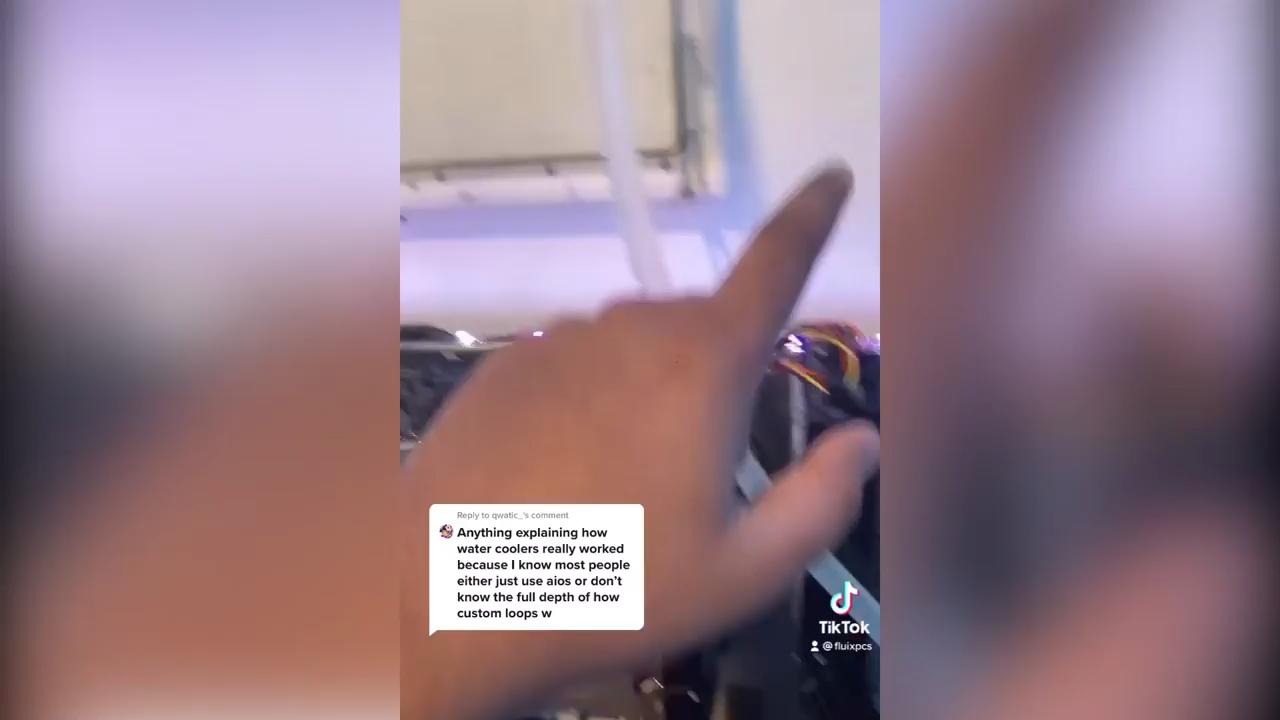 Reply to qwatic_'s comment
Anything explaining how
water coolers really worked
because I know most people
either just use aios or don't
know the full depth of how
custom loops w
TikTok
@fluixpcs